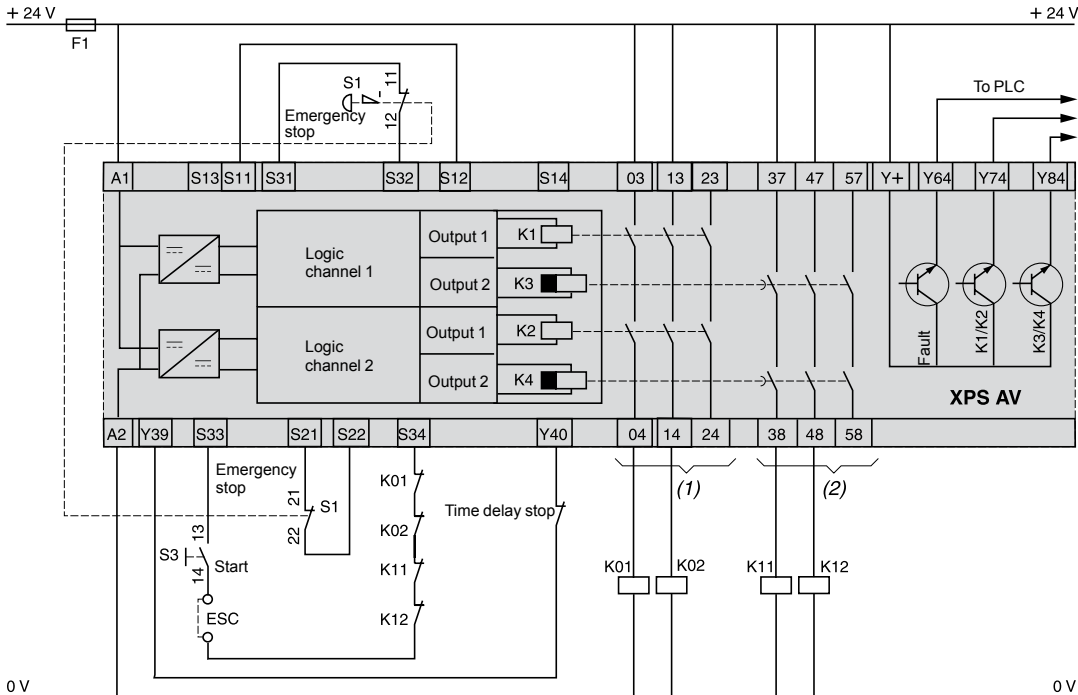 + 24 V
+ 24 V
F1
To PLC
S1
11
12
Emergency
stop
A1
S13
S11
S31
S32
S12
S14
03
13
23
37
47
57
Y+
Y64
Y74
Y84
Logic
channel 1
Output 1
K1
Output 2
K3
Logic
channel 2
Output 1
K2
Output 2
K4
Fault
K1/K2
K3/K4
XPS AV
A2
Y39
S33
S21
S22
S34
Y40
04
14
24
38
48
58
(1)
(2)
Emergency
stop
21
22
S1
K01
K02
K11
K12
Time delay stop
S3
13
14
Start
ESC
K01
K02
K11
K12
0 V
0 V